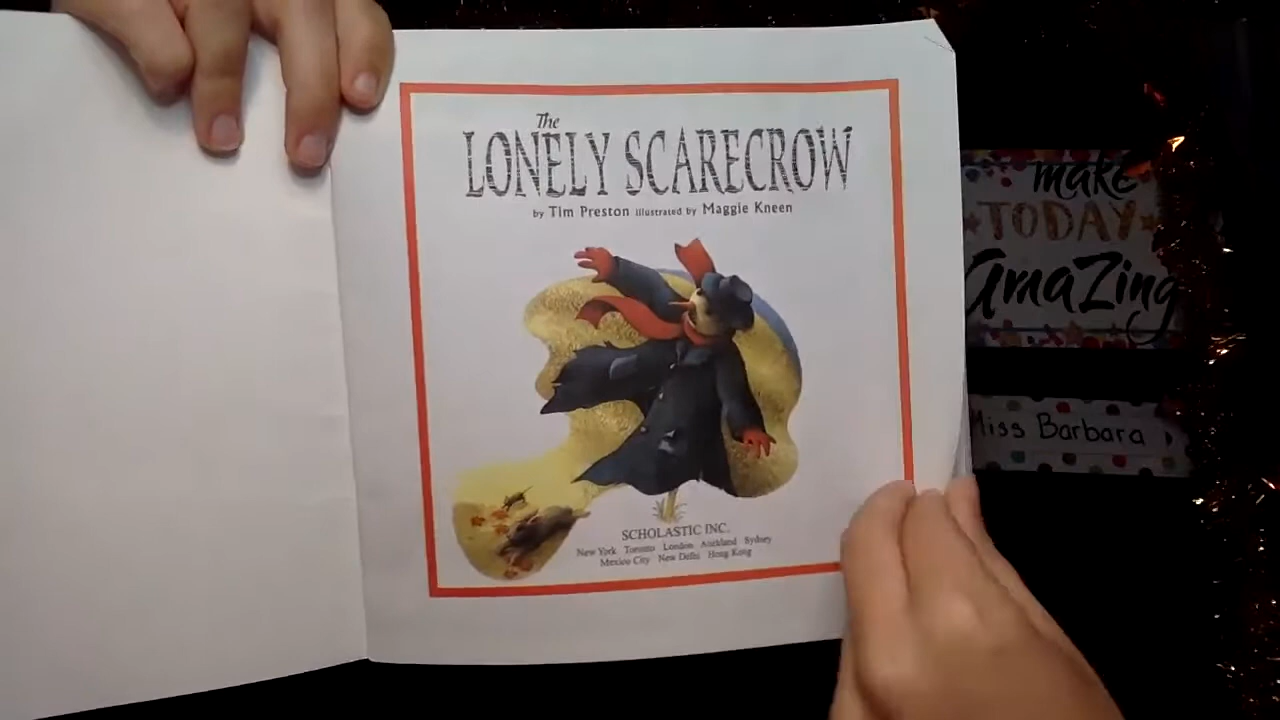 The
LONELY SCARECROW
by Tim Preston illustrated by Maggie Kneen
SCHOLASTIC INC.
New York Toronto London Auckland Sydney
Mexico City New Delhi Hong Kong
make
TODAY
amaZing
Miss Barbara